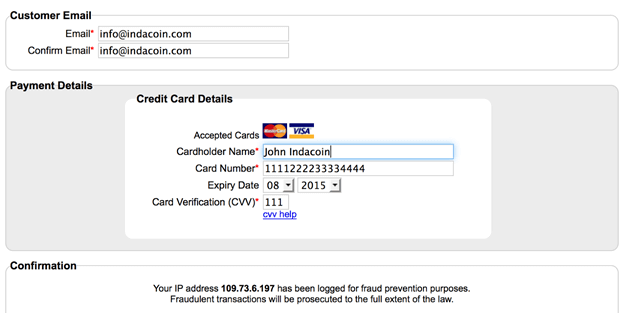 Customer Email
Email* info@indacoin.com
Confirm Email* info@indacoin.com
Payment Details
Credit Card Details
Accepted Cards MasterCard VISA
Cardholder Name* John Indacoin
Card Number* 1111222233334444
Expiry Date 08 2015
Card Verification (CVV)* 111
cvv help
Confirmation
Your IP address 109.73.6.197 has been logged for fraud prevention purposes.
Fraudulent transactions will be prosecuted to the full extent of the law.